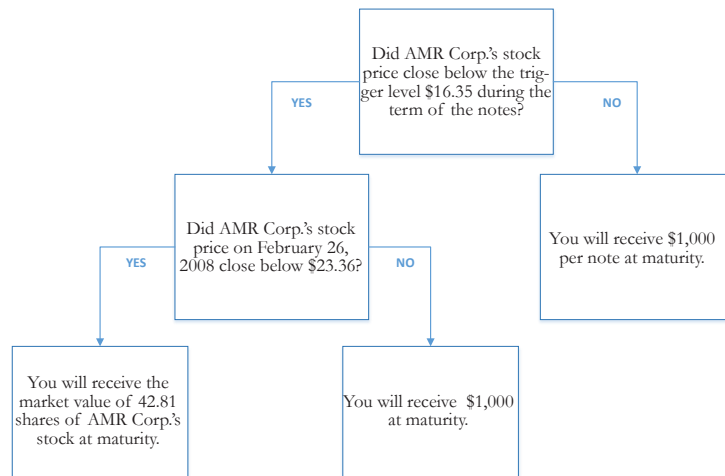 Did AMR Corp.'s stock
price close below the trig-
ger level $16.35 during the
term of the notes?
YES
NO
Did AMR Corp.'s stock
price on February 26,
2008 close below $23.36?
You will receive $1,000
per note at maturity.
YES
NO
You will receive the
market value of 42.81
shares of AMR Corp.'s
stock at maturity.
You will receive $1,000
at maturity.